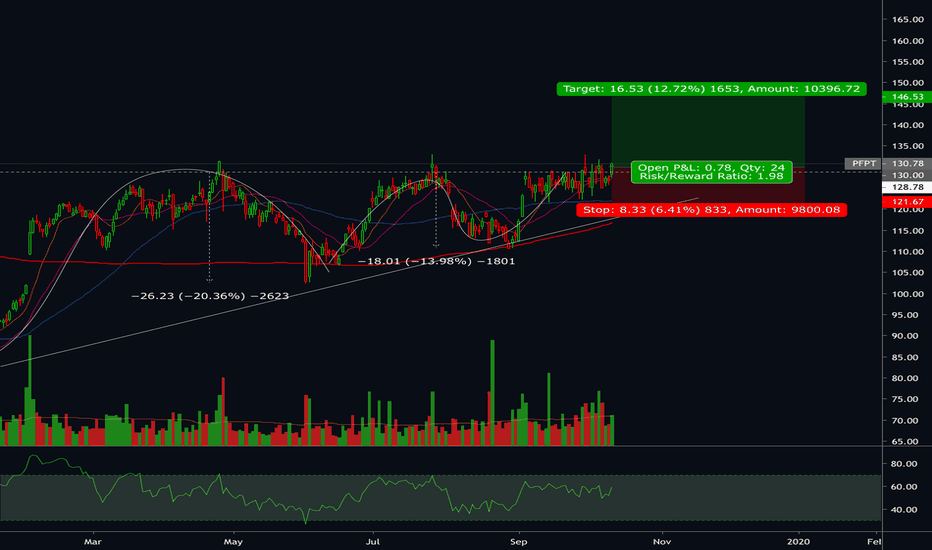 165.00
160.00
155.00
150.00
Target: 16.53 (12.72%) 1653, Amount: 10396.72
146.53
145.00
140.00
135.00
PFPT
130.78
Open P&L: 0.78, Qty: 24
Risk/Reward Ratio: 1.98
130.00
128.78
121.67
Stop: 8.33 (6.41%) 833, Amount: 9800.08
120.00
115.00
−18.01 (−13.98%) −1801
110.00
105.00
−26.23 (−20.36%) −2623
100.00
95.00
90.00
85.00
80.00
75.00
70.00
65.00
80.00
60.00
40.00
Mar
May
Jul
Sep
Nov
2020
Fel